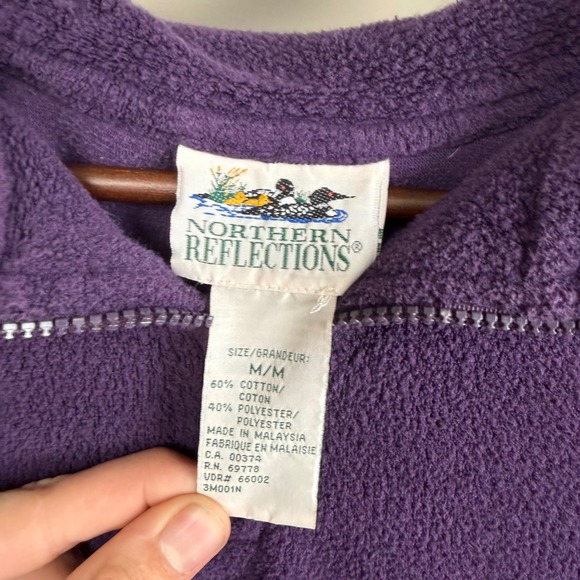 NORTHERN
REFLECTIONS®
SIZE/GRANDEUR:
M/M
60% COTTON/
COTON
40% POLYESTER/
POLYESTER
MADE IN MALAYSIA
FABRIQUE EN MALAISIE
C.A. 00374
R.N. 69778
VDR# 66002
3M001N